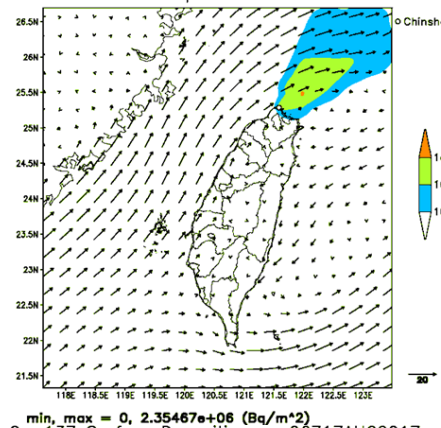 26.5N
Chinsh
26N
25.5N
25N
24.5N
24N
23.5N
23N
22.5N
22N
21.5N
118E 118.5E 119E 119.5E 120E 120.5E 121E 121.5E 122E 122.5E 123E
20
min, max = 0, 2.35467e+06 (Bq/m^2)